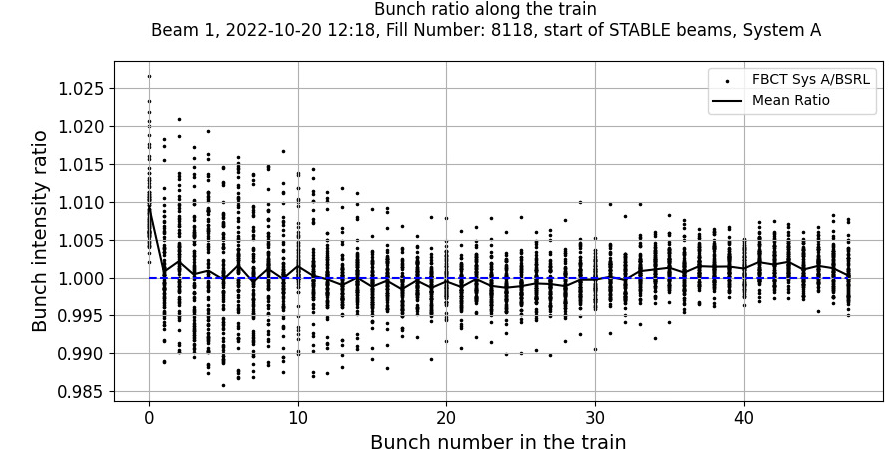 Bunch ratio along the train
Beam 1, 2022-10-20 12:18, Fill Number: 8118, start of STABLE beams, System A
FBCT Sys A/BSRL
Mean Ratio
Bunch intensity ratio
1.025
1.020
1.015
1.010
1.005
1.000
0.995
0.990
0.985
0 10 20 30 40
Bunch number in the train